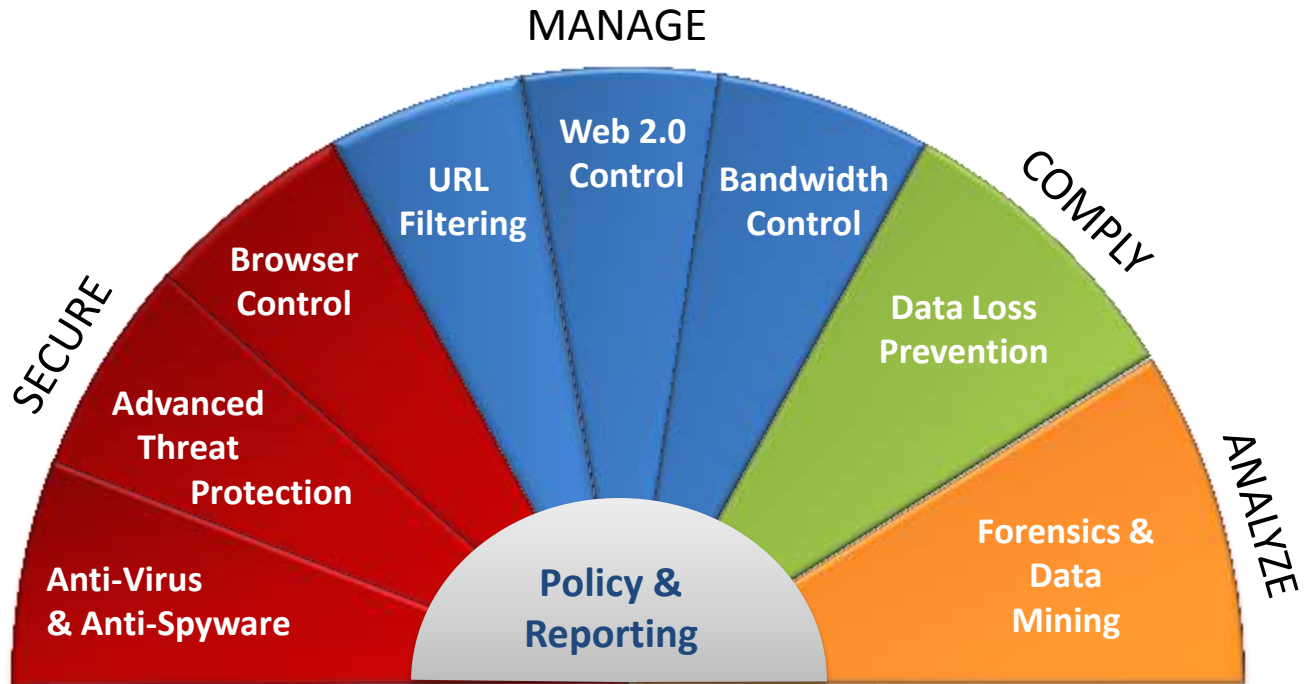 MANAGE
Web 2.0
Control
URL
Filtering
Bandwidth
Control
COMPLY
Browser
Control
Data Loss
Prevention
SECURE
Advanced
Threat
Protection
ANALYZE
Forensics &
Data
Mining
Anti-Virus
& Anti-Spyware
Policy &
Reporting